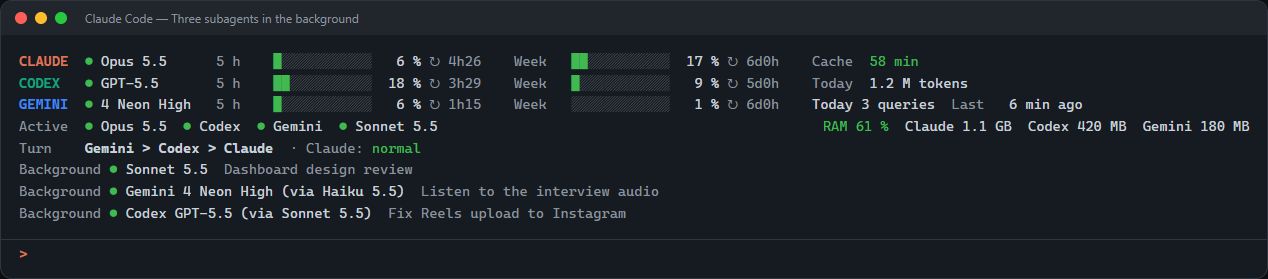 Claude Code — Three subagents in the background
CLAUDE ● Opus 5.5 5 h 6 % ↻ 4h26 Week 17 % ↻ 6d0h Cache 58 min
CODEX ● GPT-5.5 5 h 18 % ↻ 3h29 Week 9 % ↻ 5d0h Today 1.2 M tokens
GEMINI ● 4 Neon High 5 h 6 % ↻ 1h15 Week 1 % ↻ 6d0h Today 3 queries Last 6 min ago
Active ● Opus 5.5 ● Codex ● Gemini ● Sonnet 5.5 RAM 61 % Claude 1.1 GB Codex 420 MB Gemini 180 MB
Turn Gemini > Codex > Claude · Claude: normal
Background ● Sonnet 5.5 Dashboard design review
Background ● Gemini 4 Neon High (via Haiku 5.5) Listen to the interview audio
Background ● Codex GPT-5.5 (via Sonnet 5.5) Fix Reels upload to Instagram
>